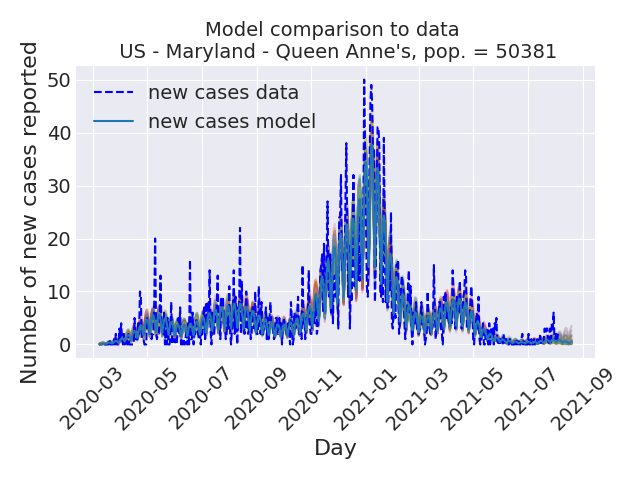 Model comparison to data
US - Maryland - Queen Anne's, pop. = 50381
Number of new cases reported
50
40
30
20
10
0
new cases data
new cases model
2020-03
2020-05
2020-07
2020-09
2020-11
2021-01
2021-03
2021-05
2021-07
2021-09
Day